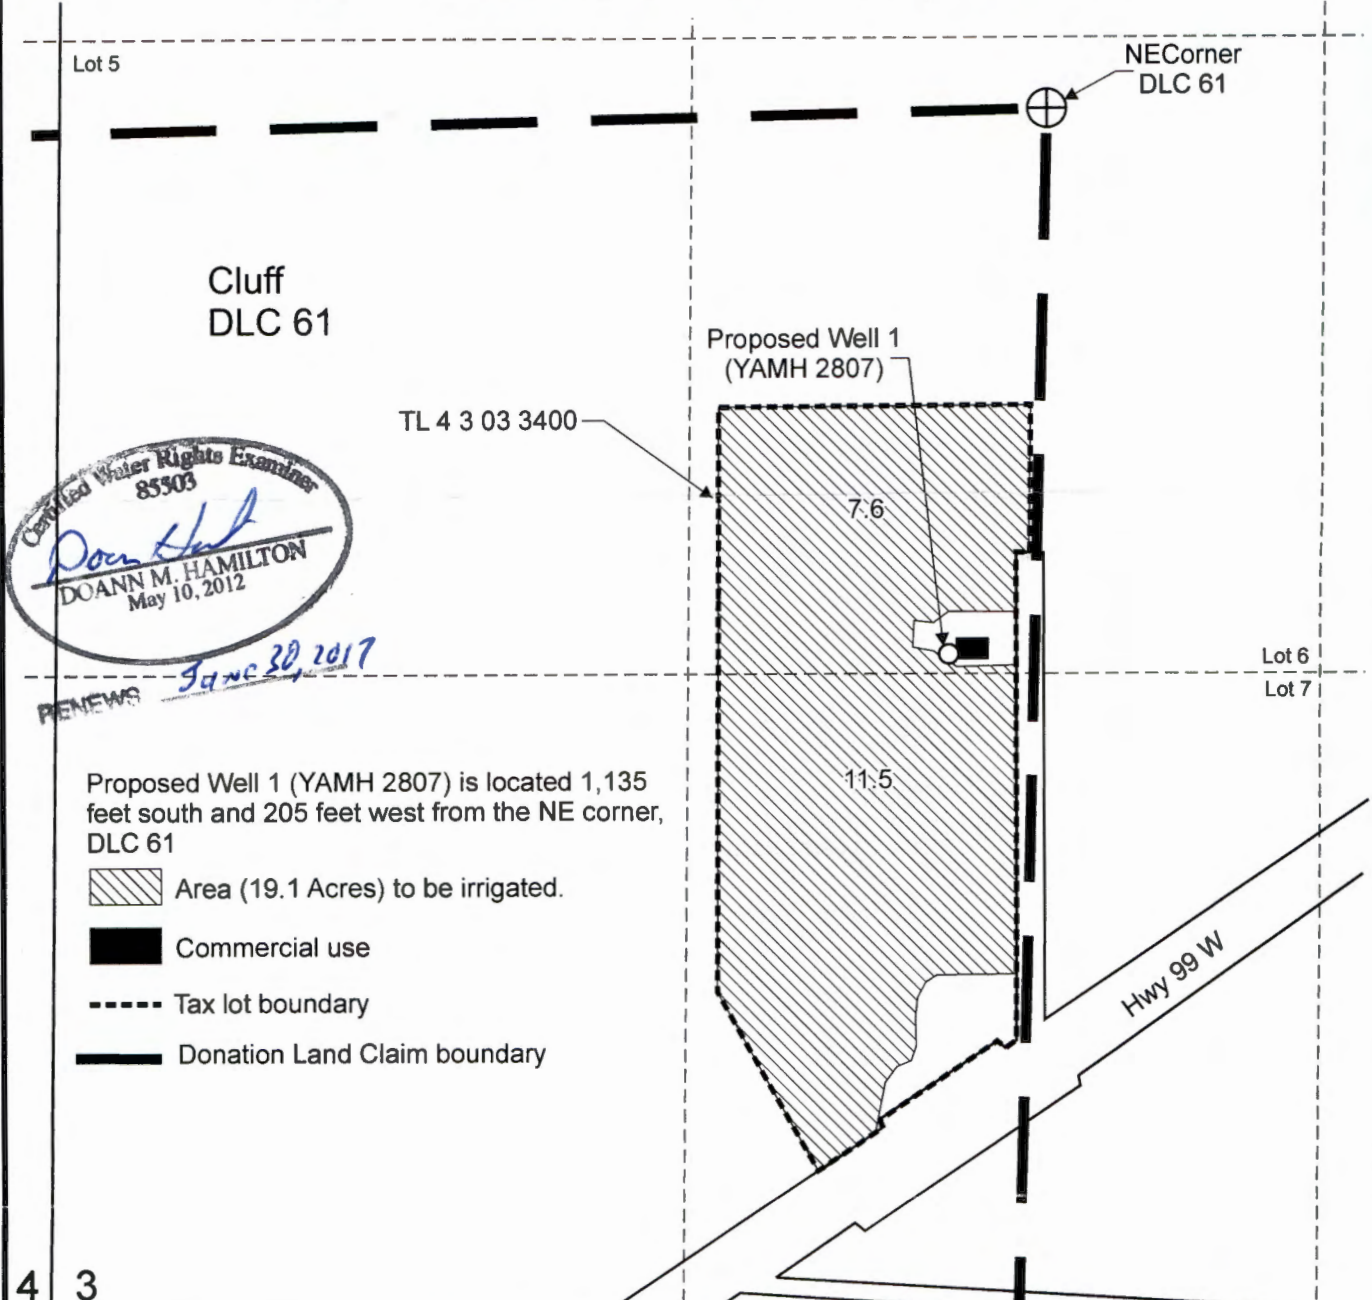 Lot 5
NECorner
DLC 61
Cluff
DLC 61
Proposed Well 1
(YAMH 2807)
TL 4 3 03 3400
Certified Water Rights Examiner
85503
DOANN M. HAMILTON
May 10, 2012
RENEWS June 30, 2017
7.6
Lot 6
Lot 7
11.5
Proposed Well 1 (YAMH 2807) is located 1,135
feet south and 205 feet west from the NE corner,
DLC 61
Area (19.1 Acres) to be irrigated.
Commercial use
Tax lot boundary
Donation Land Claim boundary
Hwy 99 W
4 3